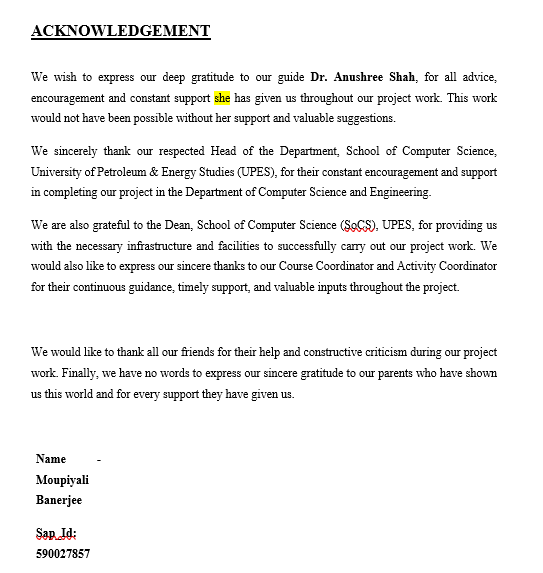 ACKNOWLEDGEMENT
We wish to express our deep gratitude to our guide Dr. Anushree Shah, for all advice,
encouragement and constant support she has given us throughout our project work. This work
would not have been possible without her support and valuable suggestions.
We sincerely thank our respected Head of the Department, School of Computer Science,
University of Petroleum & Energy Studies (UPES), for their constant encouragement and support
in completing our project in the Department of Computer Science and Engineering.
We are also grateful to the Dean, School of Computer Science (SoCS), UPES, for providing us
with the necessary infrastructure and facilities to successfully carry out our project work. We
would also like to express our sincere thanks to our Course Coordinator and Activity Coordinator
for their continuous guidance, timely support, and valuable inputs throughout the project.
We would like to thank all our friends for their help and constructive criticism during our project
work. Finally, we have no words to express our sincere gratitude to our parents who have shown
us this world and for every support they have given us.
Name -
Moupiyali
Banerjee
Sap Id:
590027857